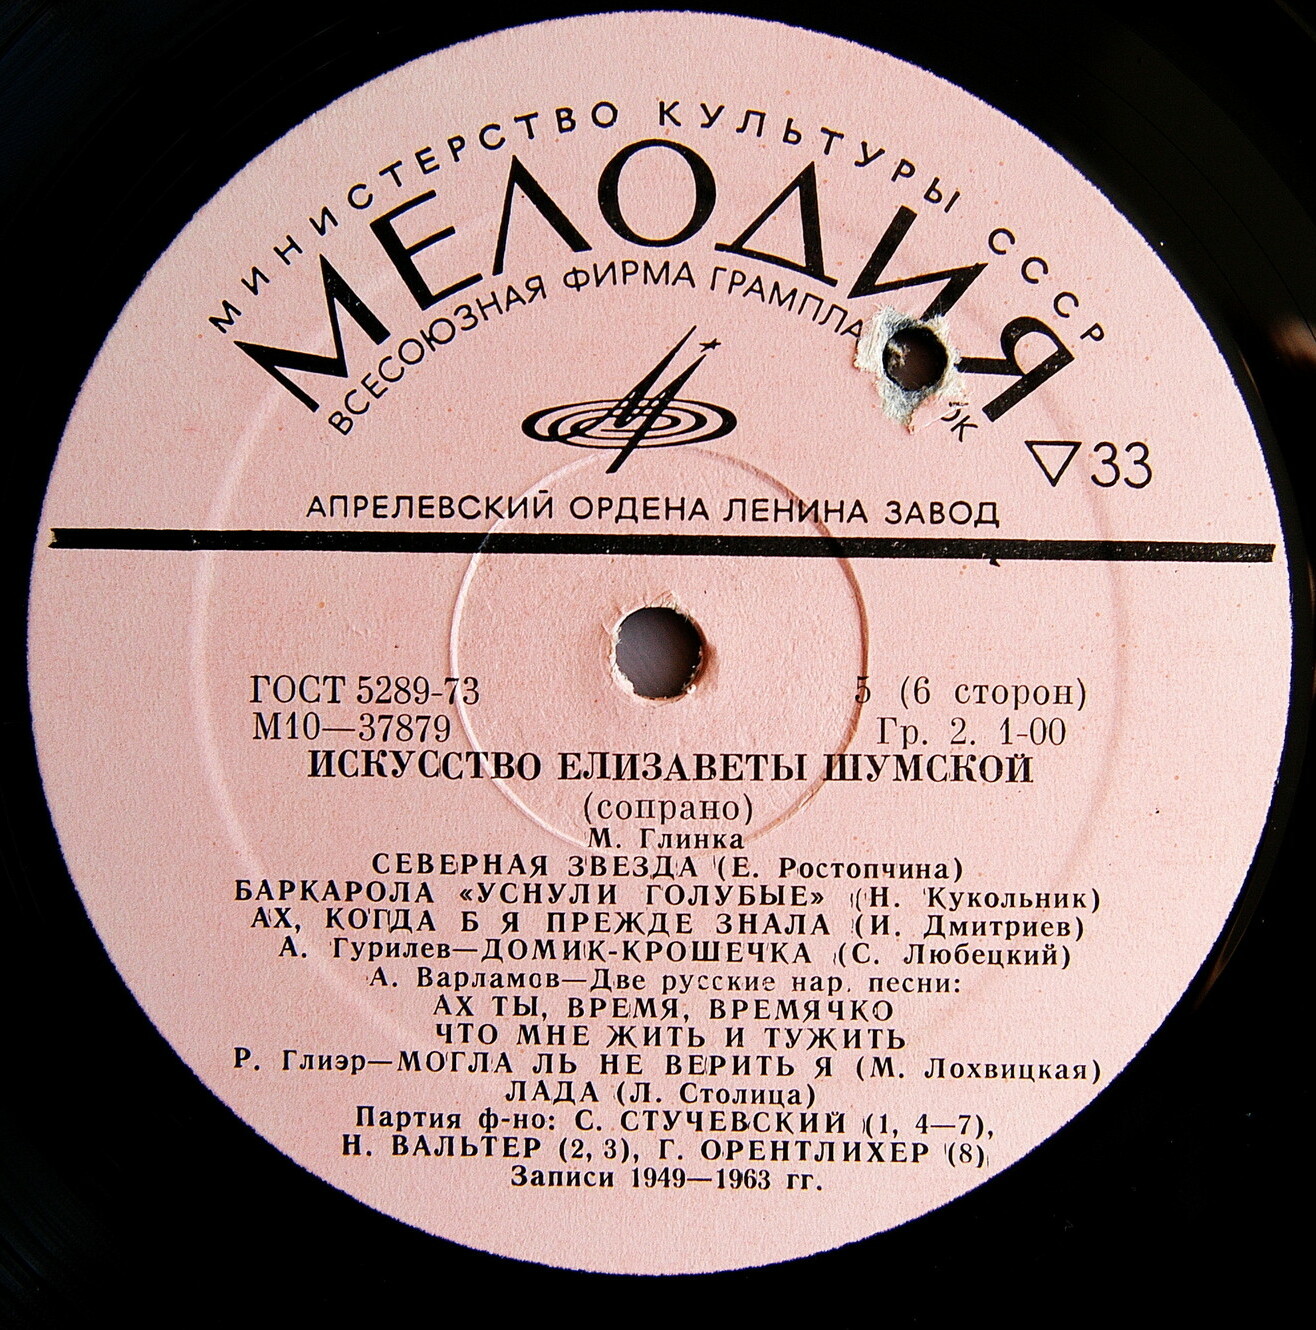 МИНИСТЕРСТВО КУЛЬТУРЫ СССР
МЕЛОДИЯ
ВСЕСОЮЗНАЯ ФИРМА
▽33
АПРЕЛЕВСКИЙ ОРДЕНА ЛЕНИНА ЗАВОД
ГОСТ 5289-73 5 (6 сторон)
М10—37879 Гр. 2. 1-00
ИСКУССТВО ЕЛИЗАВЕТЫ ШУМСКОЙ
(сопрано)
М. Глинка
СЕВЕРНАЯ ЗВЕЗДА (Е. Ростопчина)
БАРКАРОЛА «УСНУЛИ ГОЛУБЫЕ» (Н. Кукольник)
АХ, КОГДА Б Я ПРЕЖДЕ ЗНАЛА (И. Дмитриев)
А. Гурилев—ДОМИК-КРОШЕЧКА (С. Любецкий)
А. Варламов—Две русские нар. песни:
АХ ТЫ, ВРЕМЯ, ВРЕМЯЧКО
ЧТО МНЕ ЖИТЬ И ТУЖИТЬ
Р. Глиэр—МОГЛА ЛЬ НЕ ВЕРИТЬ Я (М. Лохвицкая)
ЛАДА (Л. Столица)
Партия ф-но: С. СТУЧЕВСКИЙ (1, 4—7),
Н. ВАЛЬТЕР (2, 3), Г. ОРЕНТЛИХЕР (8)
Записи 1949—1963 гг.